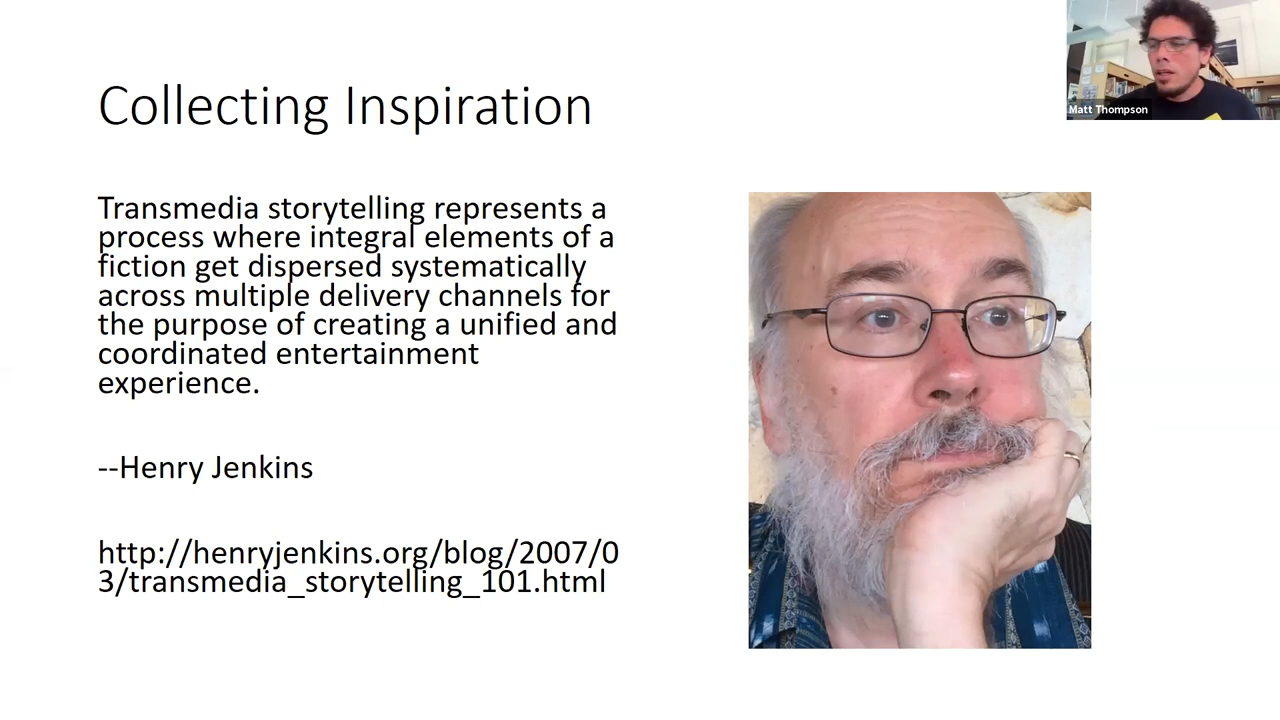 Collecting Inspiration
Matt Thompson
Transmedia storytelling represents a
process where integral elements of a
fiction get dispersed systematically
across multiple delivery channels for
the purpose of creating a unified and
coordinated entertainment
experience.
--Henry Jenkins
http://henryjenkins.org/blog/2007/0
3/transmedia_storytelling_101.html